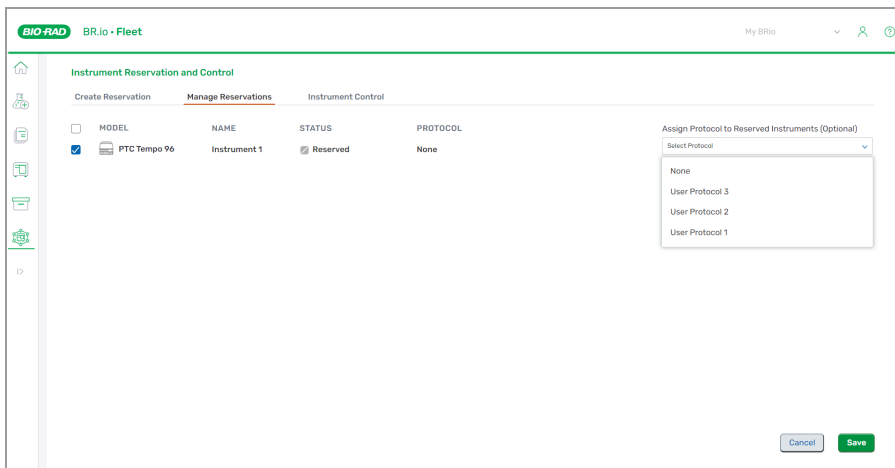 BIO-RAD BR.io • Fleet My BRio
Instrument Reservation and Control
Create Reservation Manage Reservations Instrument Control
MODEL NAME STATUS PROTOCOL Assign Protocol to Reserved Instruments (Optional)
PTC Tempo 96 Instrument 1 Reserved None Select Protocol
None
User Protocol 3
User Protocol 2
User Protocol 1
Cancel Save